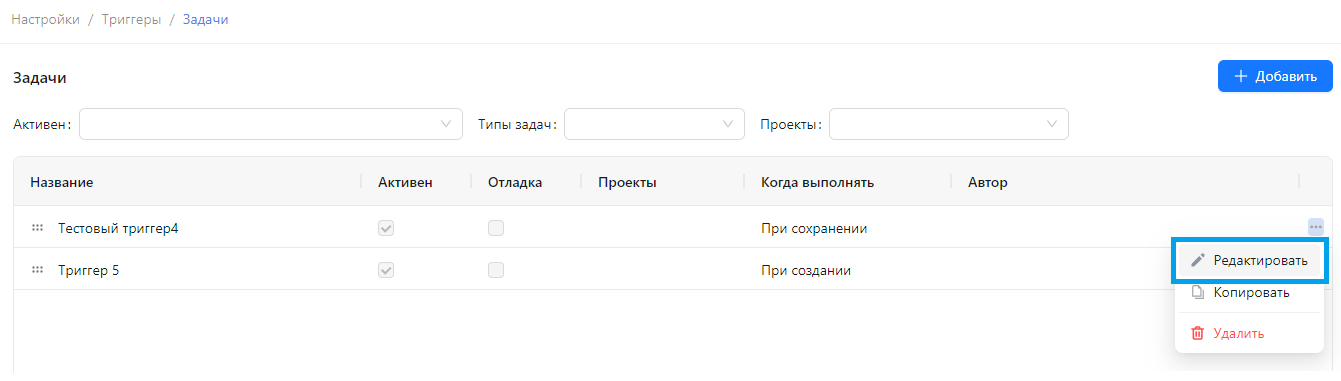 Настройки / Триггеры / Задачи
Задачи
Добавить
Активен: Типы задач: Проекты:
Название Активен Отладка Проекты Когда выполнять Автор
Тестовый триггер4 При сохранении
Триггер 5 При создании
Редактировать
Копировать
Удалить